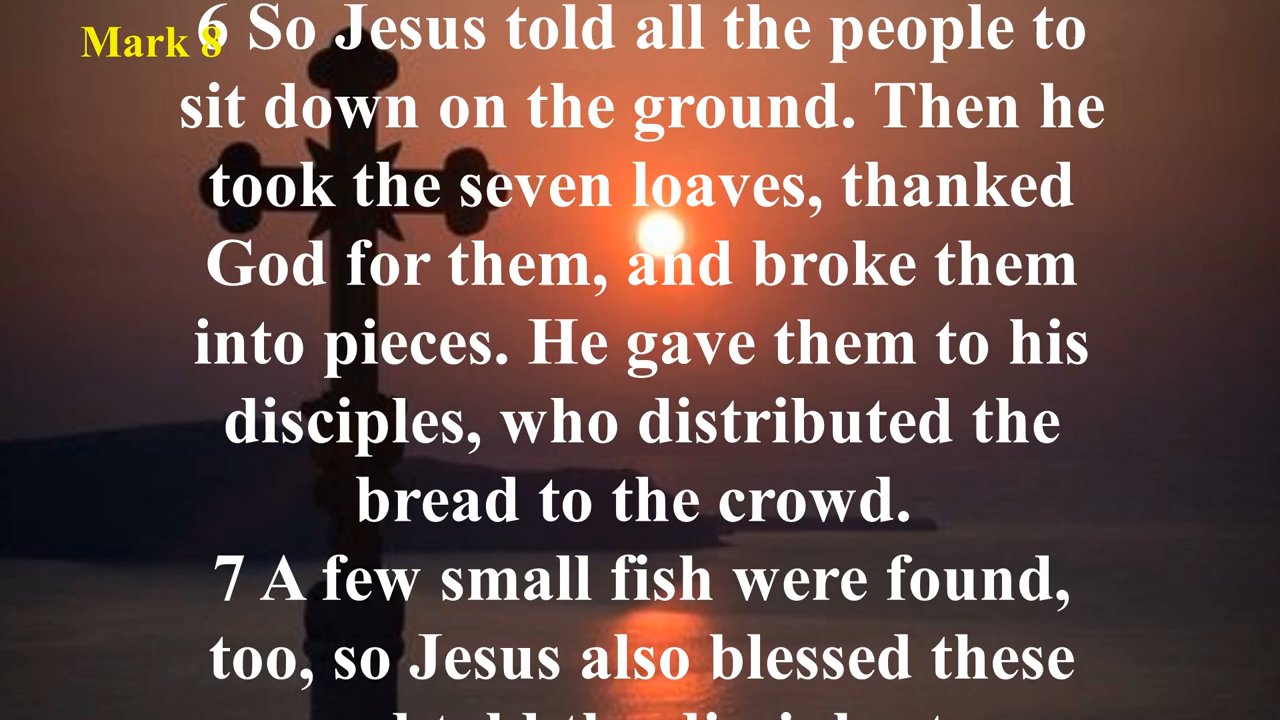 Mark 8
6 So Jesus told all the people to
sit down on the ground. Then he
took the seven loaves, thanked
God for them, and broke them
into pieces. He gave them to his
disciples, who distributed the
bread to the crowd.
7 A few small fish were found,
too, so Jesus also blessed these